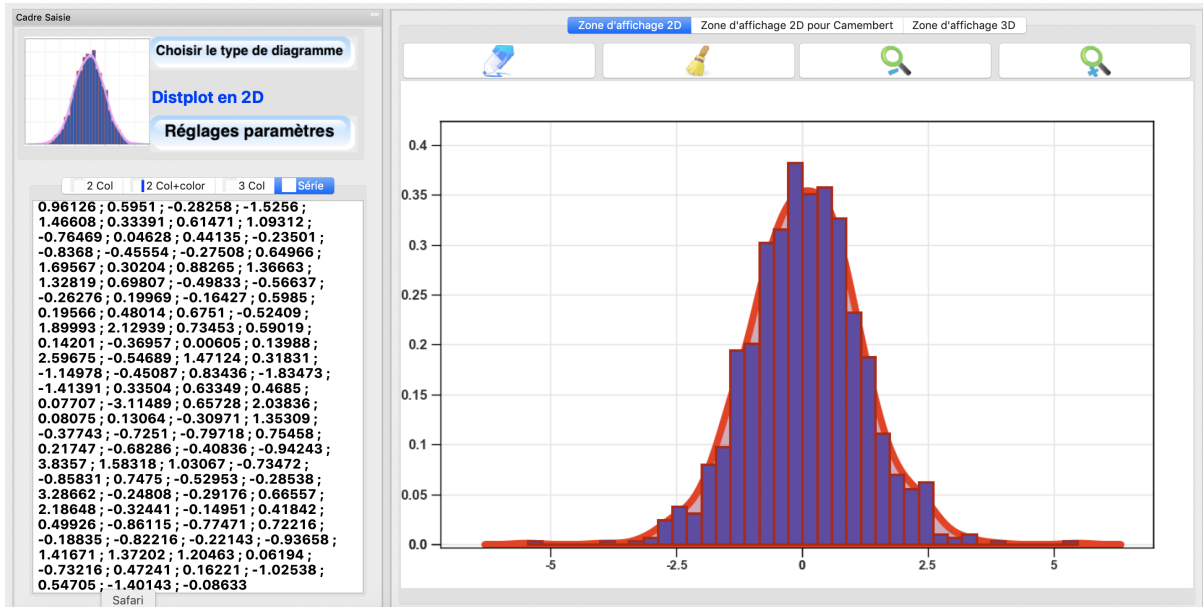 Cadre Saisie
Choisir le type de diagramme
Distplot en 2D
Réglages paramètres
2 Col
2 Col+color
3 Col
Série
0.96126 ; 0.5951 ; -0.28258 ; -1.5256 ;
1.46608 ; 0.33391 ; 0.61471 ; 1.09312 ;
-0.76469 ; 0.04628 ; 0.44135 ; -0.23501 ;
-0.8368 ; -0.45554 ; -0.27508 ; 0.64966 ;
1.69567 ; 0.30204 ; 0.88265 ; 1.36663 ;
1.32819 ; 0.69807 ; -0.49833 ; -0.56637 ;
-0.26276 ; 0.19969 ; -0.16427 ; 0.5985 ;
0.19566 ; 0.48014 ; 0.6751 ; -0.52409 ;
1.89993 ; 2.12939 ; 0.73453 ; 0.59019 ;
0.14201 ; -0.36957 ; 0.00605 ; 0.13988 ;
2.59675 ; -0.54689 ; 1.47124 ; 0.31831 ;
-1.14978 ; -0.45087 ; 0.83436 ; -1.83473 ;
-1.41391 ; 0.33504 ; 0.63349 ; 0.4685 ;
0.07707 ; -3.11489 ; 0.65728 ; 2.03836 ;
0.08075 ; 0.13064 ; -0.30971 ; 1.35309 ;
-0.37743 ; -0.7251 ; -0.79718 ; 0.75458 ;
0.21747 ; -0.68286 ; -0.40836 ; -0.94243 ;
3.8357 ; 1.58318 ; 1.03067 ; -0.73472 ;
-0.85831 ; 0.7475 ; -0.52953 ; -0.28538 ;
3.28662 ; -0.24808 ; -0.29176 ; 0.66557 ;
2.18648 ; -0.32441 ; -0.14951 ; 0.41842 ;
0.49926 ; -0.86115 ; -0.77471 ; 0.72216 ;
-0.18835 ; -0.82216 ; -0.22143 ; -0.93658 ;
1.41671 ; 1.37202 ; 1.20463 ; 0.06194 ;
-0.73216 ; 0.47241 ; 0.16221 ; -1.02538 ;
0.54705 ; -1.40143 ; -0.08633
Safari
Zone d'affichage 2D
Zone d'affichage 2D pour Camembert
Zone d'affichage 3D
0.4
0.35
0.3
0.25
0.2
0.15
0.1
0.05
0.0
-5
-2.5
0
2.5
5